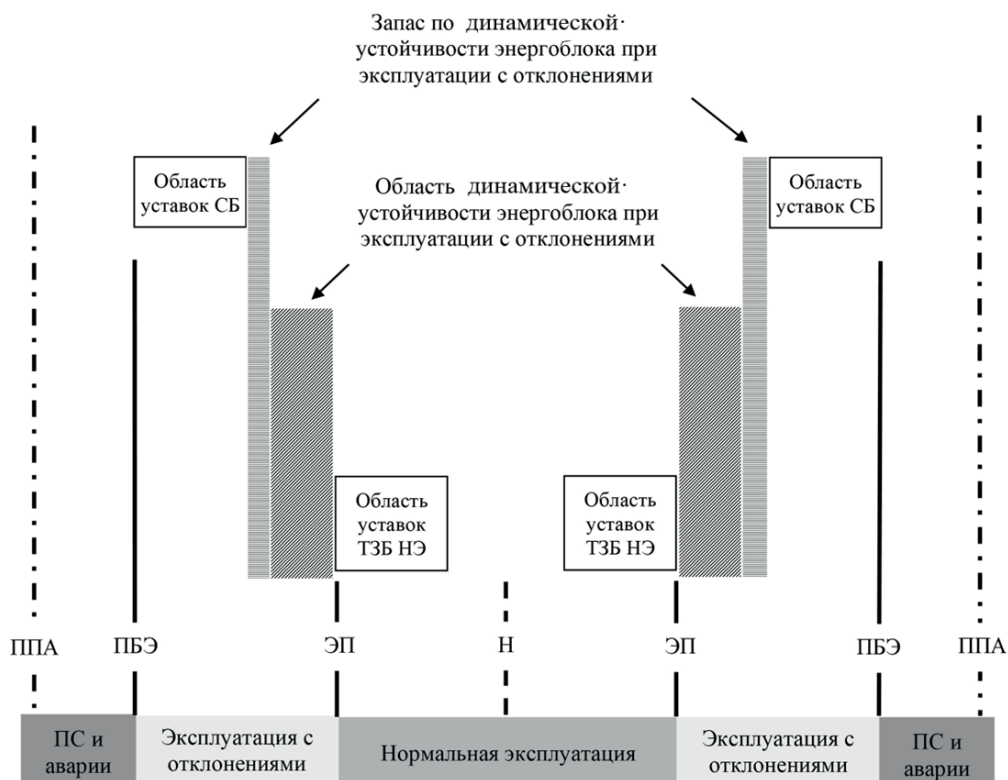 Запас по динамической·
устойчивости энергоблока при
эксплуатации с отклонениями
Область
уставок СБ
Область динамической·
устойчивости энергоблока при
эксплуатации с отклонениями
Область
уставок СБ
Область
уставок
ТЗБ НЭ
Область
уставок
ТЗБ НЭ
ППА ПБЭ ЭП Н ЭП ПБЭ ППА
ПС и
аварии
Эксплуатация с
отклонениями
Нормальная эксплуатация
Эксплуатация с
отклонениями
ПС и
аварии